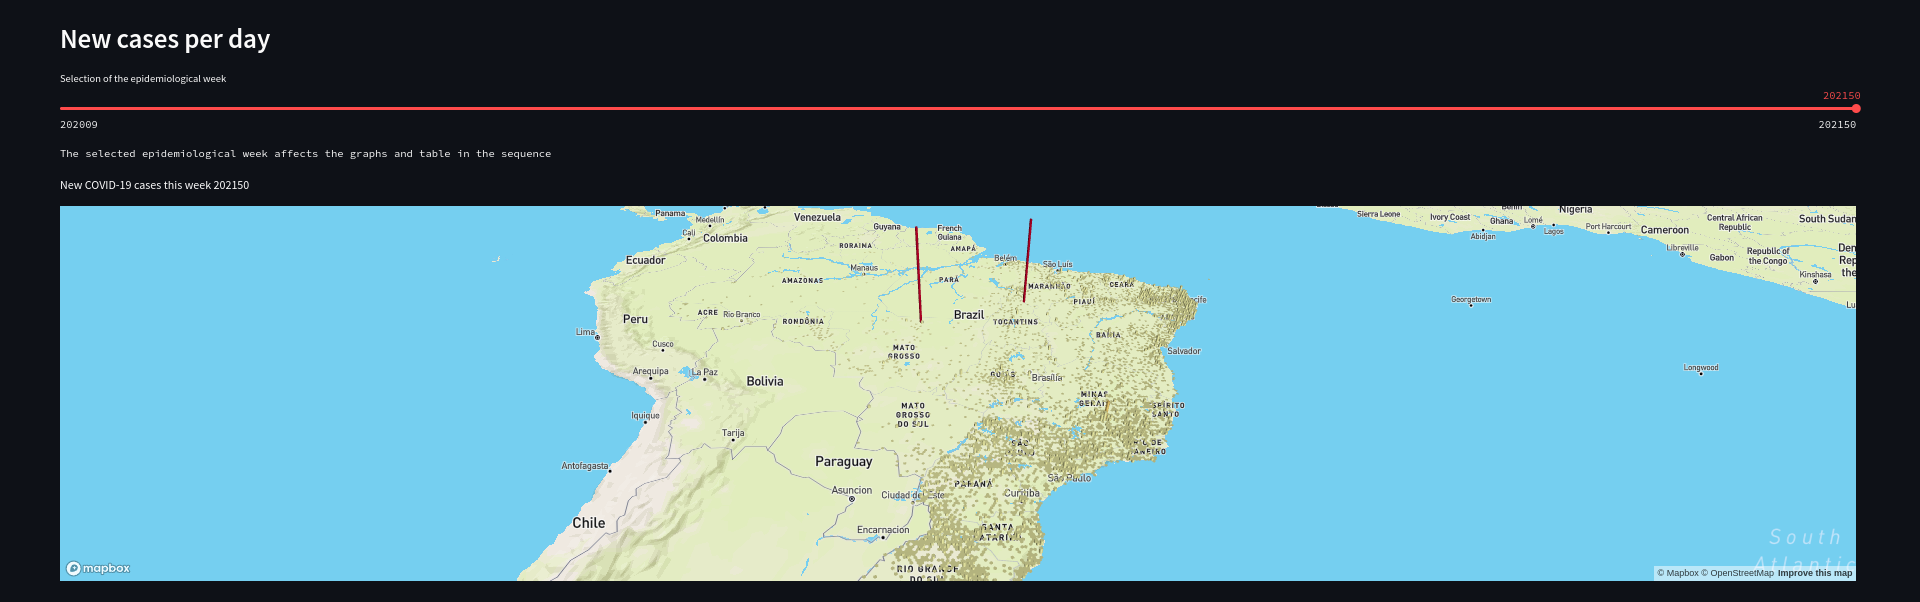 New cases per day
Selection of the epidemiological week
202150
202009
202150
The selected epidemiological week affects the graphs and table in the sequence
New COVID-19 cases this week 202150
Panama
Medellín
Cali
Colombia
Venezuela
Guyana
French
Guiana
Ecuador
RORAIMA
AMAPÁ
Manaus
AMAZONAS
PARÁ
Belém
São Luis
MARANHÃO
CEARÁ
PIAUÍ
Peru
ACRE
Rio Branco
RONDÔNIA
Brazil
TOCANTINS
Lima
Cusco
MATO
GROSSO
BAHIA
Salvador
Arequipa
La Paz
Bolivia
GOIÁS
Brasília
Iquique
MATO
GROSSO
DO SUL
MINAS
GERAIS
ESPÍRITO
SANTO
Tarija
SÃO
RIO DE
JANEIRO
Antofagasta
Paraguay
São Paulo
Asuncion
Ciudad del Este
PARANÁ
Curitiba
Chile
Encarnacion
SANTA
CATARINA
RIO GRANDE
DO SUL
Sierra Leone
Ivory Coast
Abidjan
Ghana
Benin
Lomé
Lagos
Nigeria
Port Harcourt
Cameroon
Central African
Republic
South Sudan
Libreville
Gabon
Republic of
the Congo
Kinshasa
Den
Rep
the
Lu
Georgetown
Longwood
South
Atlantic
mapbox
© Mapbox © OpenStreetMap Improve this map